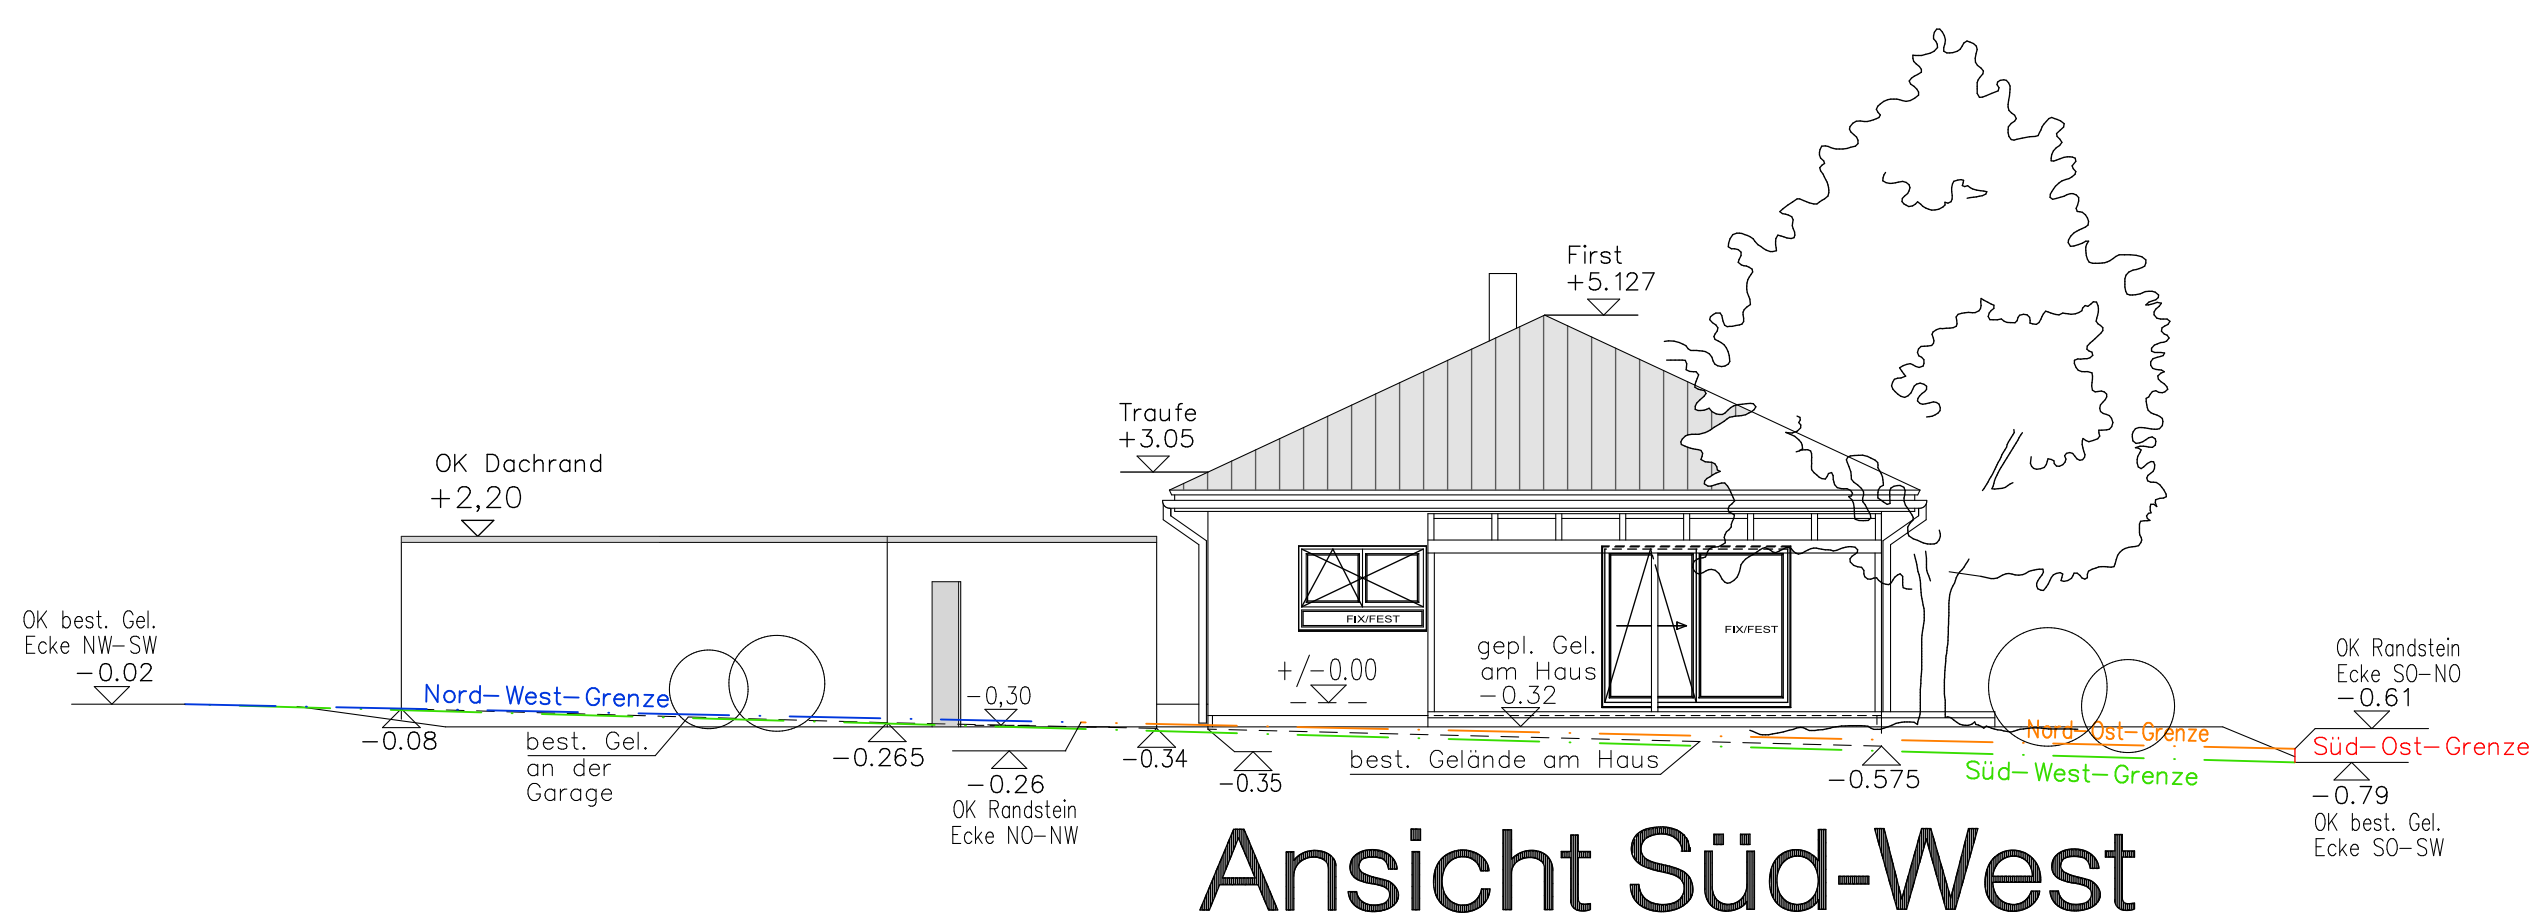 First
+5.127
Traufe
+3.05
OK Dachrand
+2,20
OK best. Gel.
Ecke NW-SW
-0.02
Nord-West-Grenze
-0.08
best. Gel.
an der
Garage
-0.265
-0,30
-0.26
OK Randstein
Ecke NO-NW
-0.34
-0.35
+/-0.00
FIX/FEST
FIX/FEST
gepl. Gel.
am Haus
-0.32
best. Gelände am Haus
-0.575
Nord-Ost-Grenze
Süd-West-Grenze
OK Randstein
Ecke SO-NO
-0.61
Süd-Ost-Grenze
-0.79
OK best. Gel.
Ecke SO-SW
Ansicht Süd-West